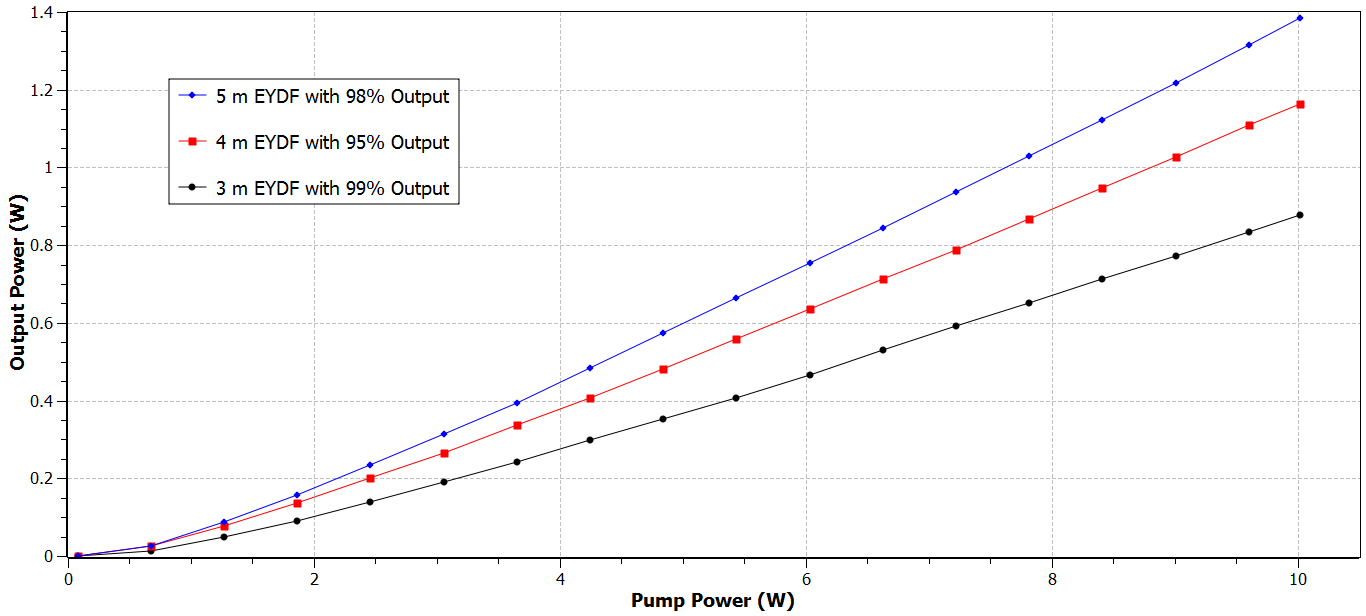 1.4
1.2
1
0.8
0.6
0.4
0.2
0
Output Power (W)
5 m EYDF with 98% Output
4 m EYDF with 95% Output
3 m EYDF with 99% Output
0 2 4 6 8 10
Pump Power (W)